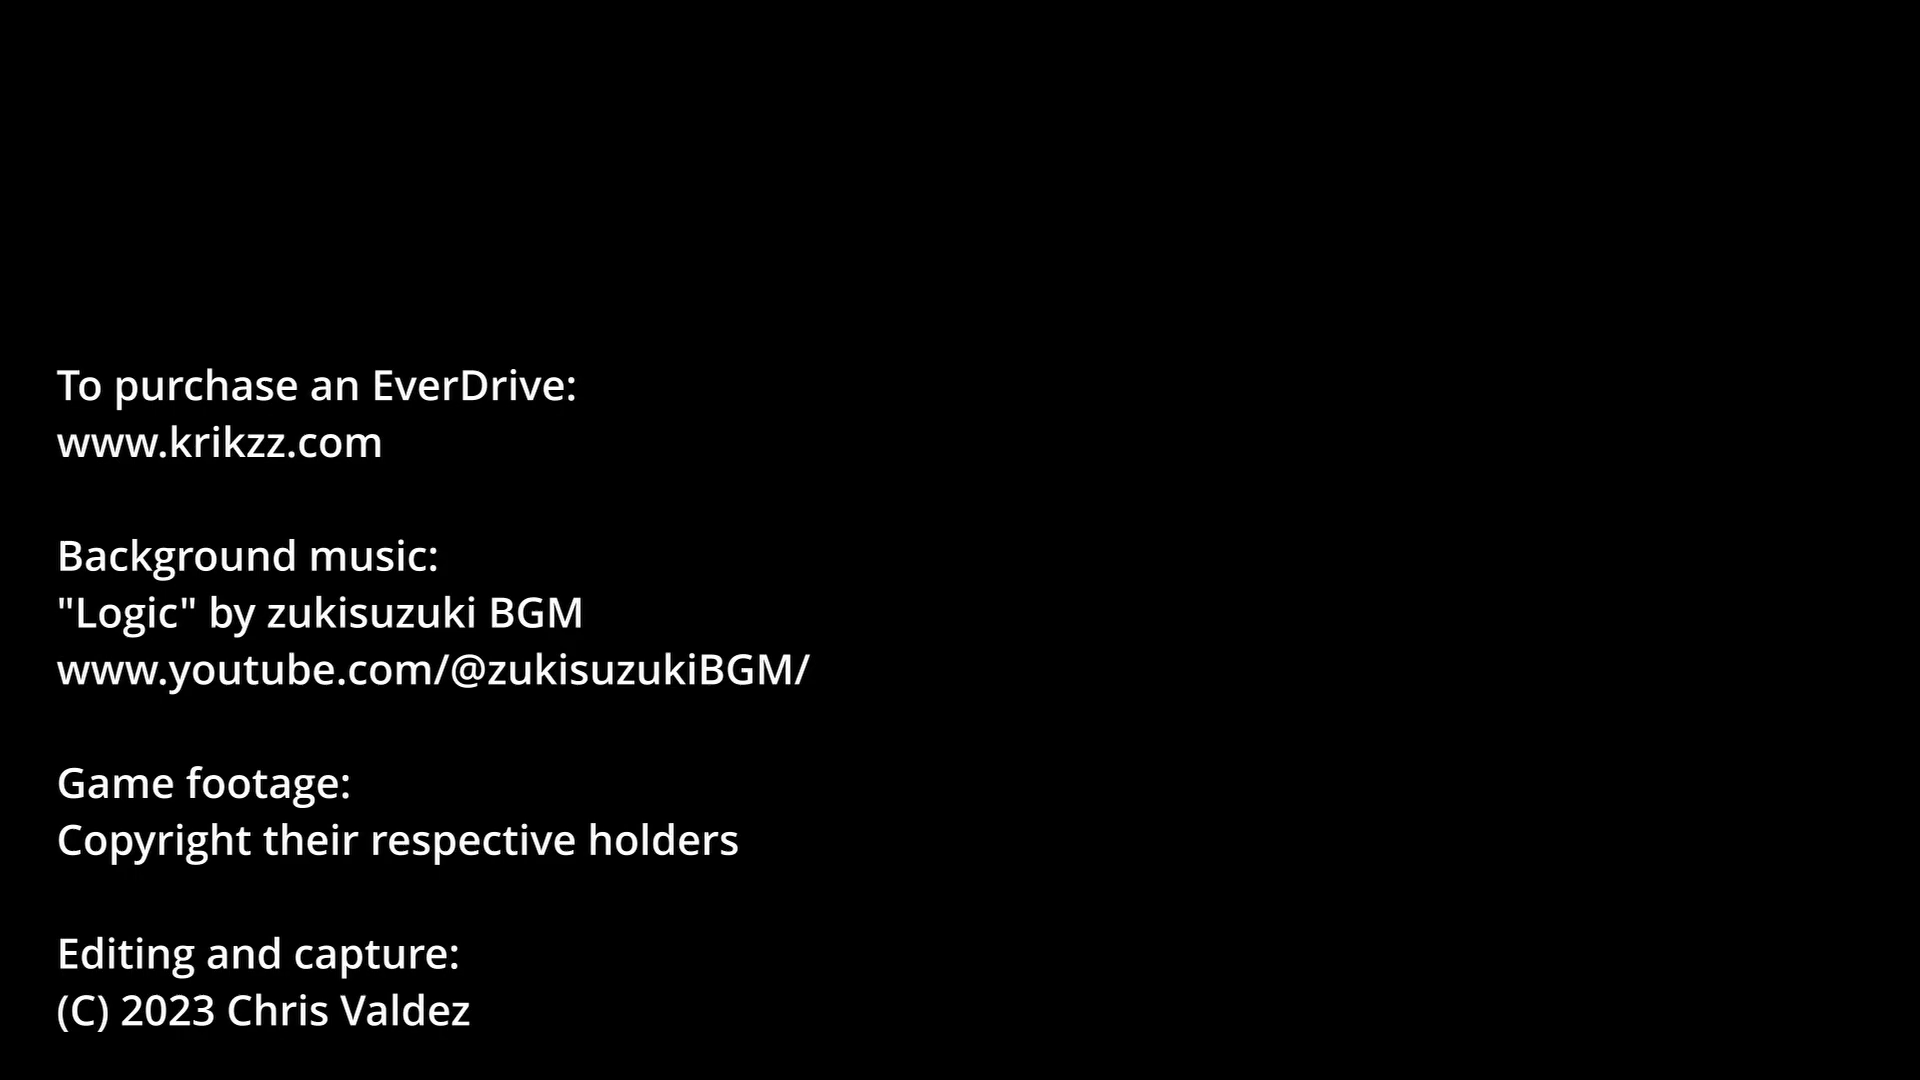 To purchase an EverDrive:
www.krikzz.com
Background music:
"Logic" by zukisuzuki BGM
www.youtube.com/@zukisuzukiBGM/
Game footage:
Copyright their respective holders
Editing and capture:
(C) 2023 Chris Valdez